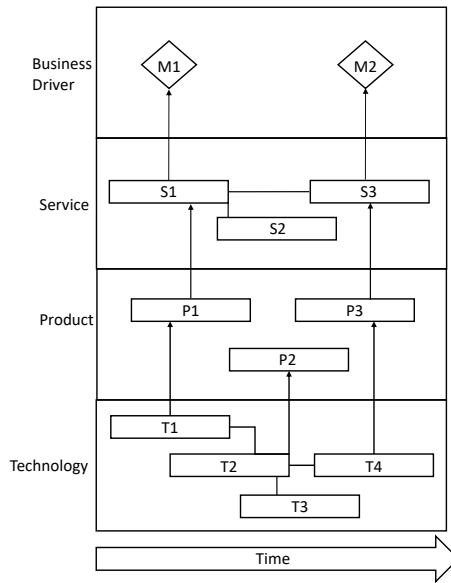 Business
Driver
M1
M2
Service
S1
S3
S2
Product
P1
P3
P2
Technology
T1
T2
T4
T3
Time